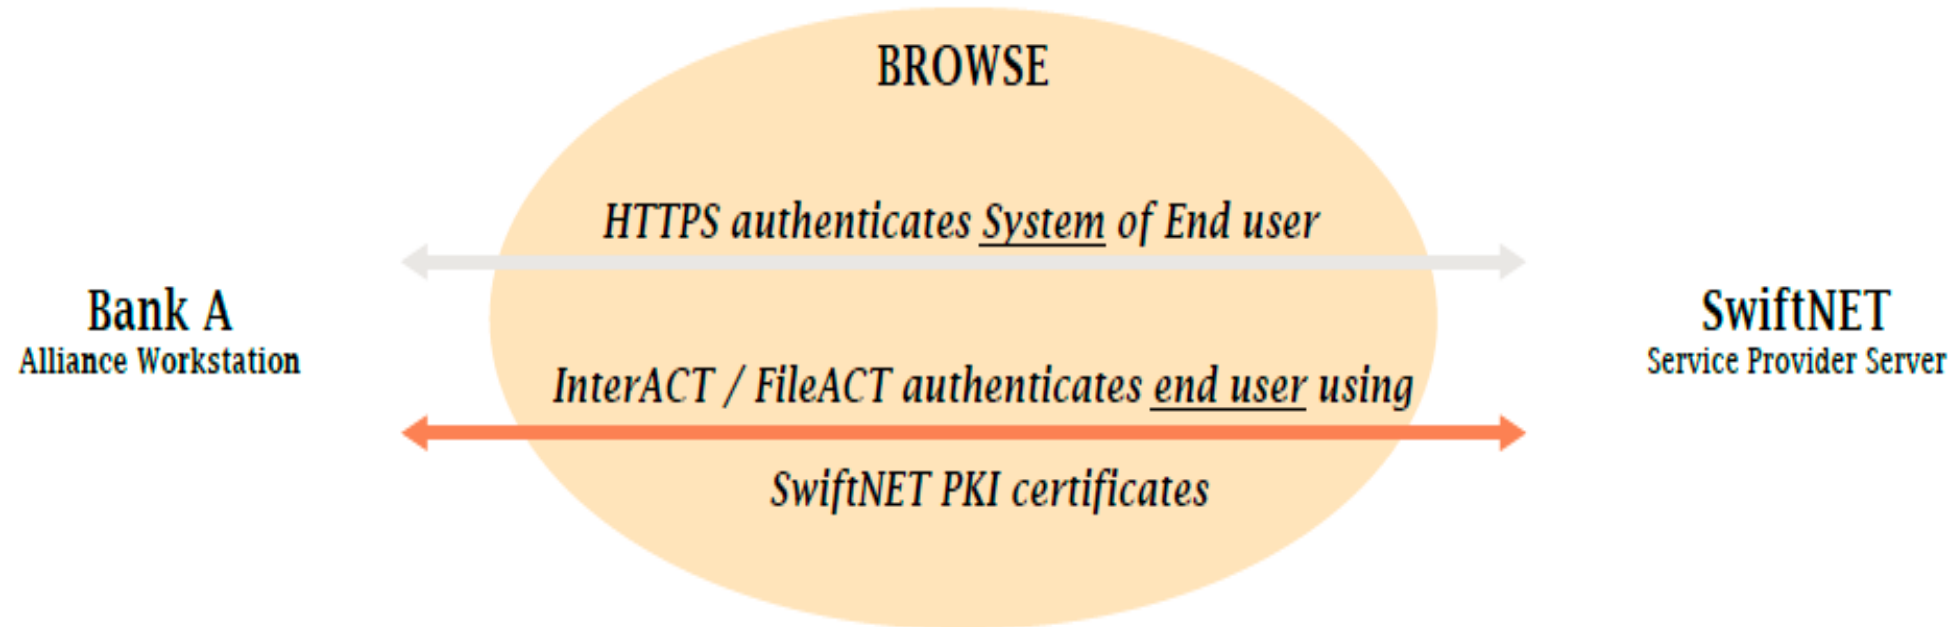 BROWSE
HTTPS authenticates System of End user
Bank A
Alliance Workstation
SwiftNET
Service Provider Server
InterACT / FileACT authenticates end user using
SwiftNET PKI certificates